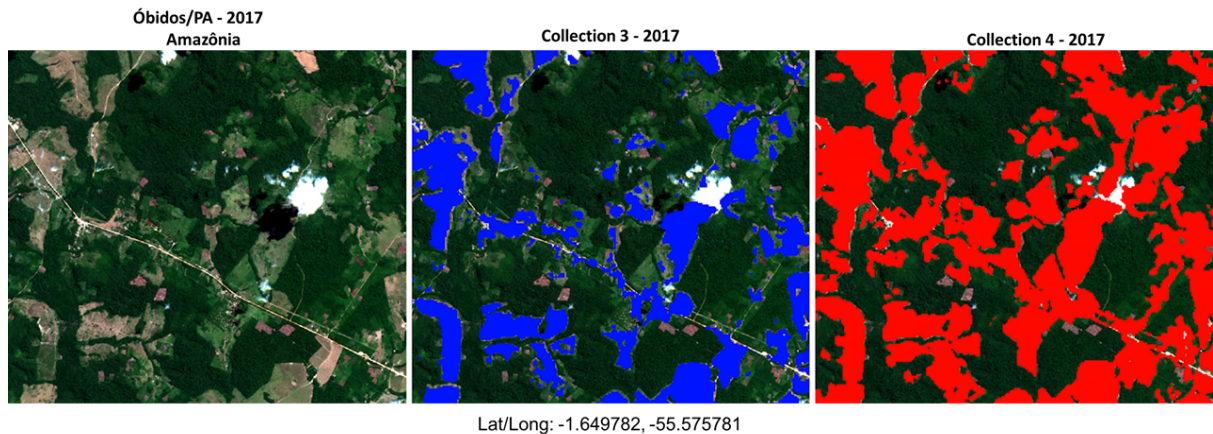 Óbidos/PA - 2017
Amazônia
Collection 3 - 2017
Collection 4 - 2017
Lat/Long: -1.649782, -55.575781